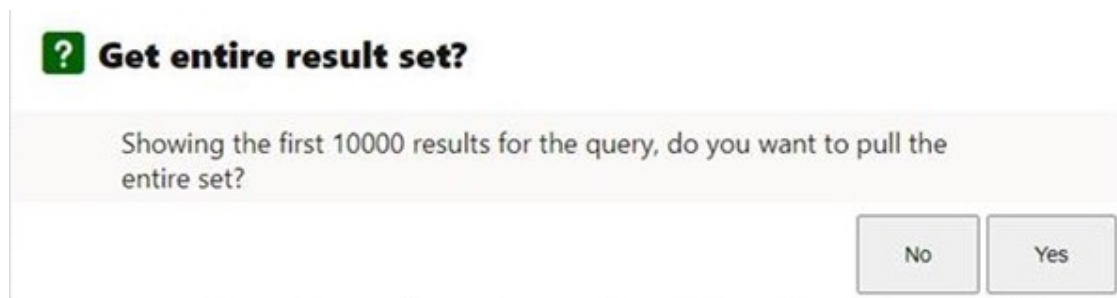 ? Get entire result set?
Showing the first 10000 results for the query, do you want to pull the
entire set?
No Yes